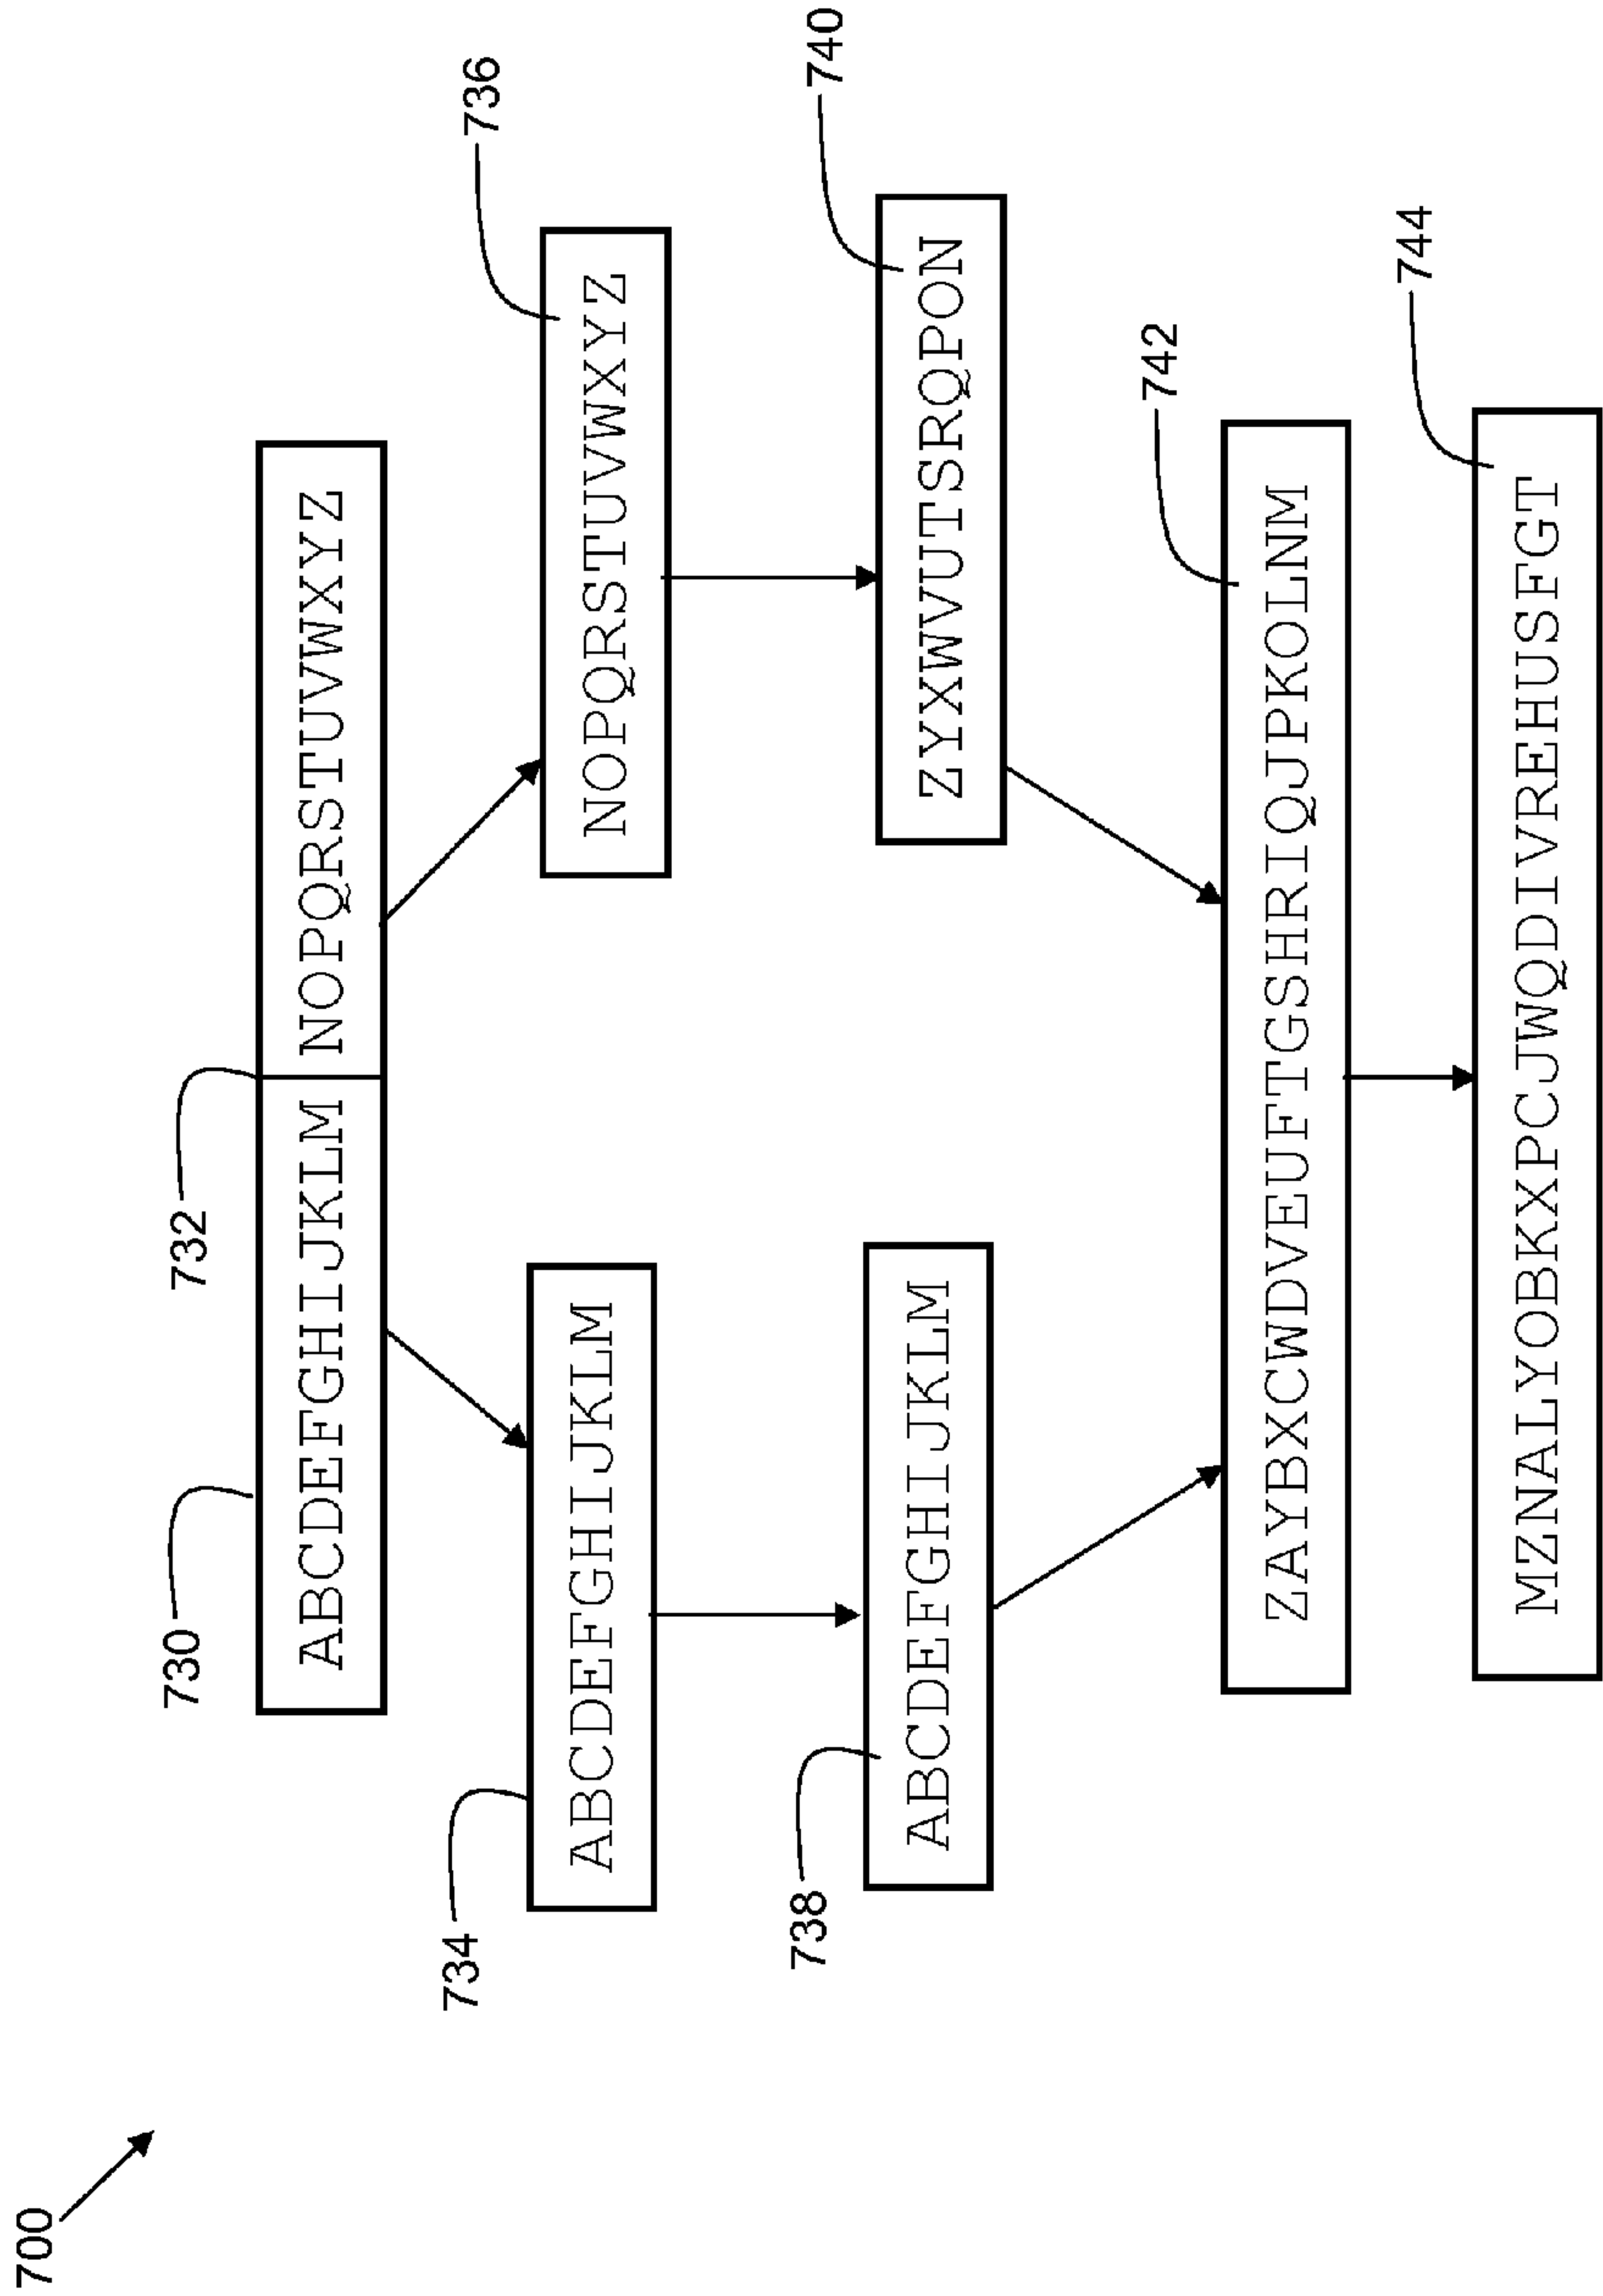 700
730
732
ABCDEFGHIJKLM NOPQRSTUVWXYZ
734
736
ABCDEFGHIJKLM
NOPQRSTUVWXYZ
738
740
ABCDEFGHIJKLM
ZYXWVUTSRQPON
742
ZAYBXCWDVEUFTGSHRIQJPKOLNM
744
MZNALYOBKXPCJWQDIVREHUSFGT